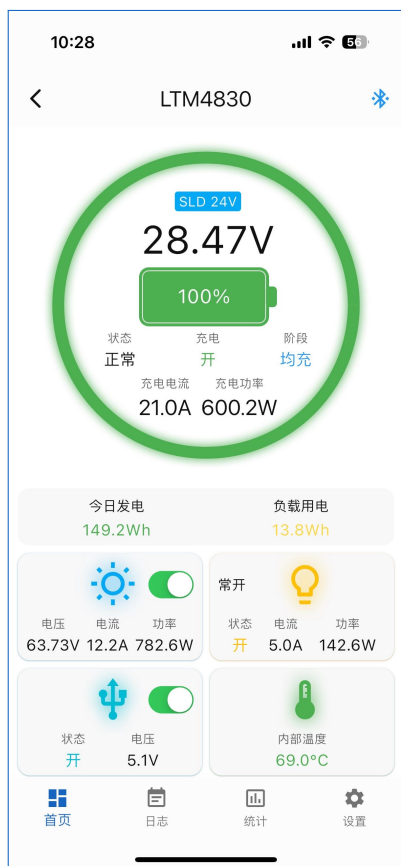 10:28
56
LTM4830
SLD 24V
28.47V
100%
状态 充电 阶段
正常 开 均充
充电电流 充电功率
21.0A 600.2W
今日发电 负载用电
149.2Wh 13.8Wh
常开
电压 电流 功率 状态 电流 功率
63.73V 12.2A 782.6W 开 5.0A 142.6W
状态 电压 内部温度
开 5.1V 69.0°C
首页 日志 统计 设置